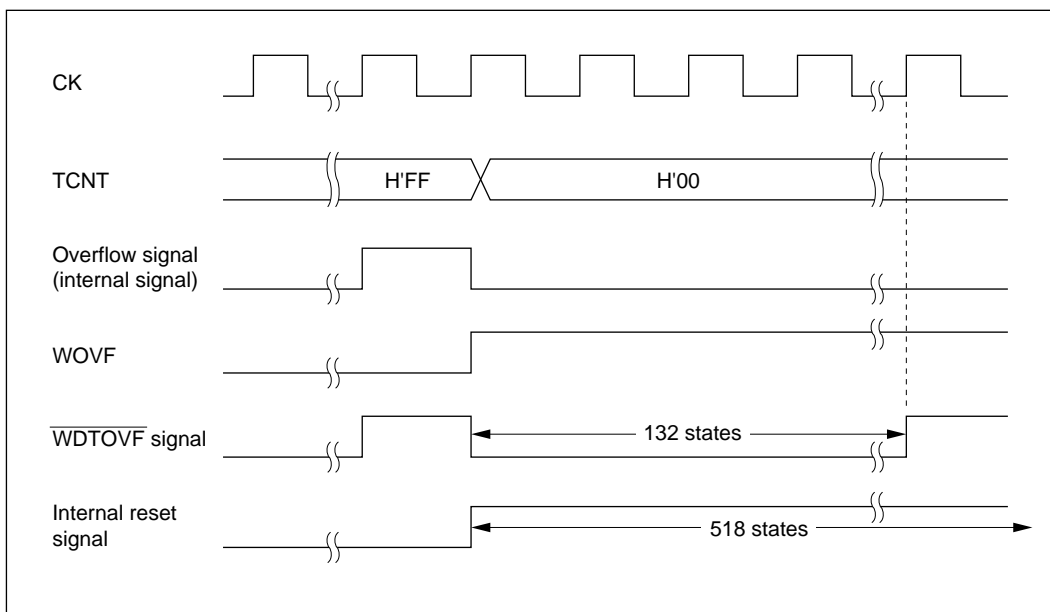 CK
TCNT
H'FF
H'00
Overflow signal
(internal signal)
WOVF
WDTOVF signal
132 states
Internal reset
signal
518 states